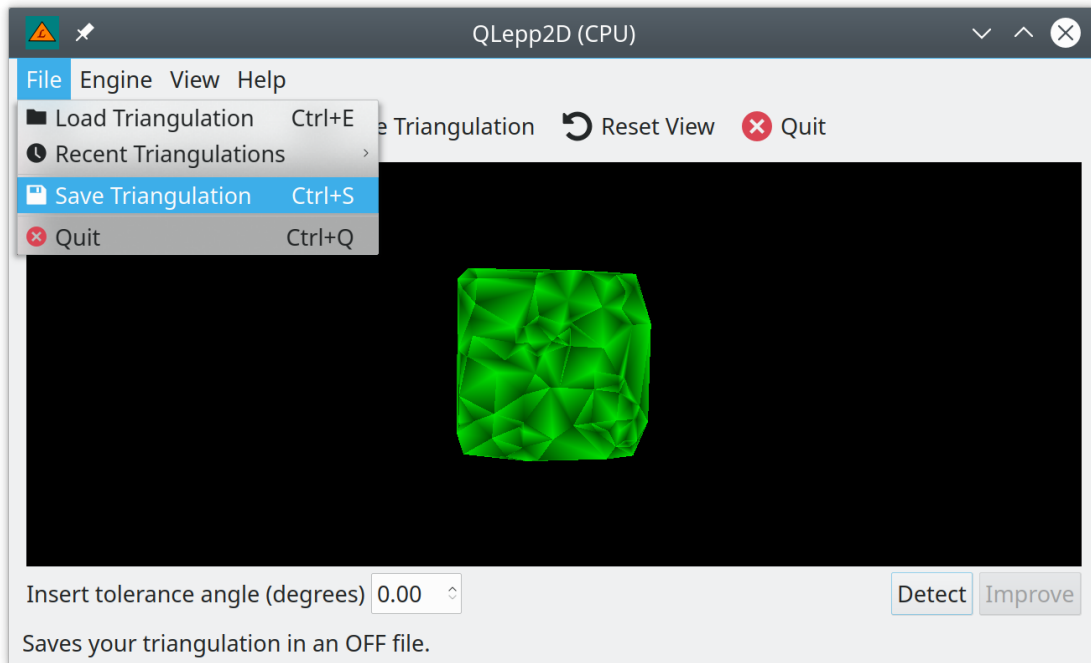 QLepp2D (CPU)
File Engine View Help
Load Triangulation Ctrl+E
e Triangulation Reset View Quit
Recent Triangulations
Save Triangulation Ctrl+S
Quit Ctrl+Q
Insert tolerance angle (degrees) 0.00 Detect Improve
Saves your triangulation in an OFF file.